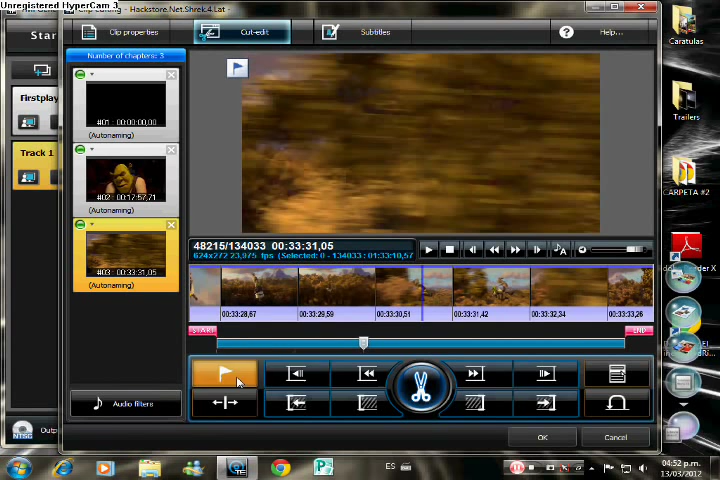 Unregistered HyperCam 3
Hackstore.Net.Shrek.4.Lat -
Star
Clip properties
Cut-edit
Subtitles
Help...
Number of chapters: 3
Firstplay
Track 1
#01 : 00:00:00,00
(Autonaming)
#02 : 00:17:57,71
(Autonaming)
#03 : 00:33:31,05
(Autonaming)
48215/134033 00:33:31,05
624x272 23,975 fps (Selected: 0 - 134033 : 01:33:10,57
00:33:28,67
00:33:29,59
00:33:30,51
00:33:31,42
00:33:32,34
00:33:33,26
START
END
Audio filters
OK
Cancel
NTSC
Outp
Caratulas
Trailers
CARPETA #2
ES
04:52 p.m.
13/03/2012